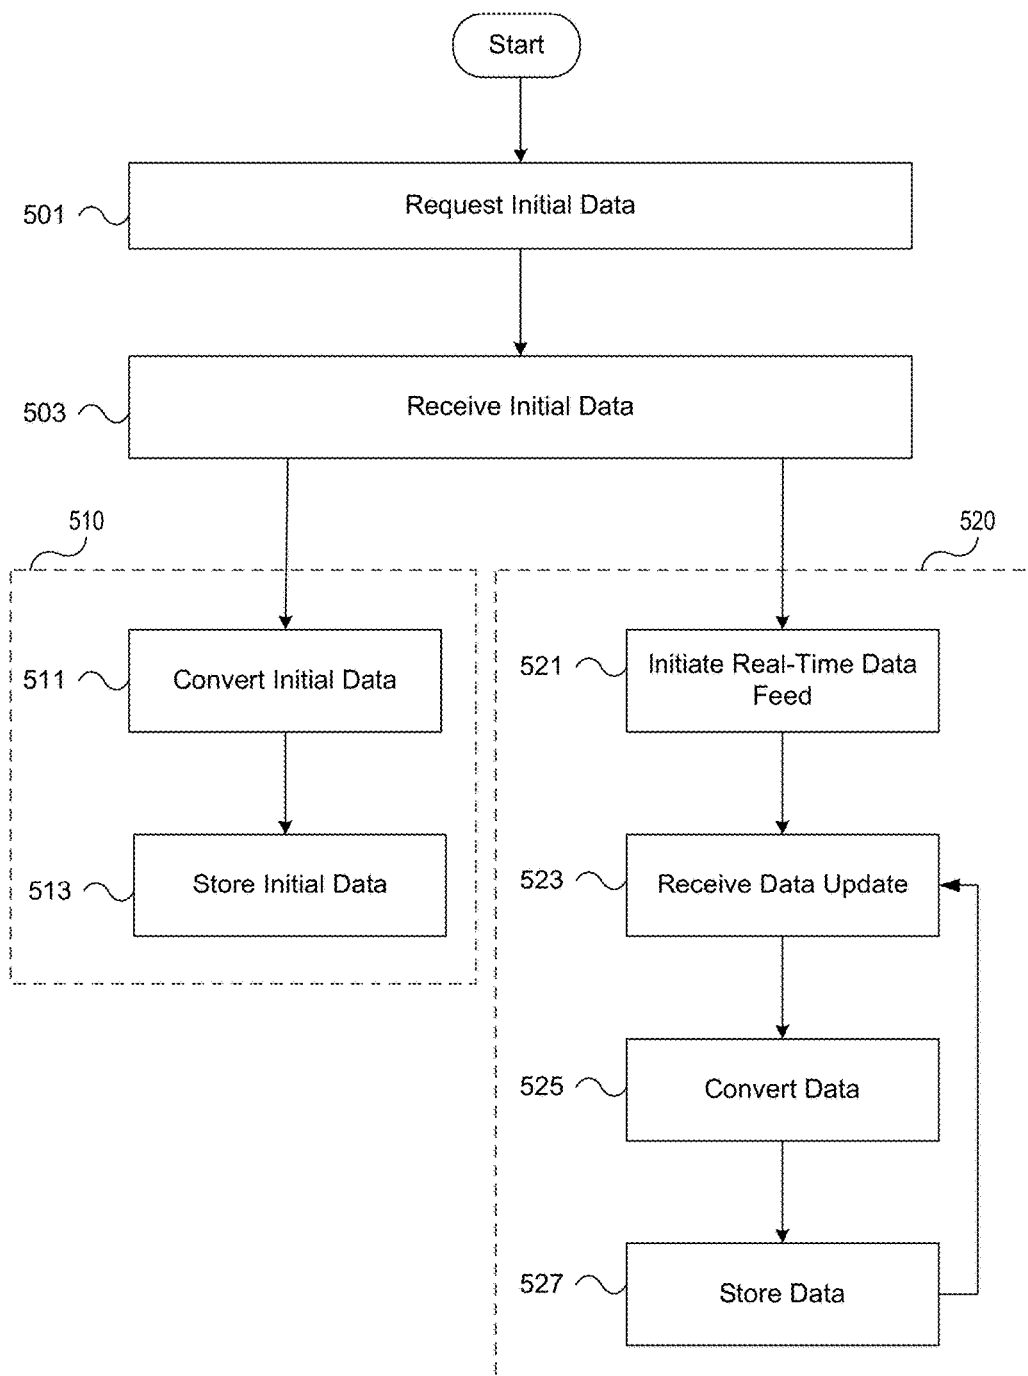 Start
501
Request Initial Data
503
Receive Initial Data
510
520
511
Convert Initial Data
521
Initiate Real-Time Data
Feed
513
Store Initial Data
523
Receive Data Update
525
Convert Data
527
Store Data